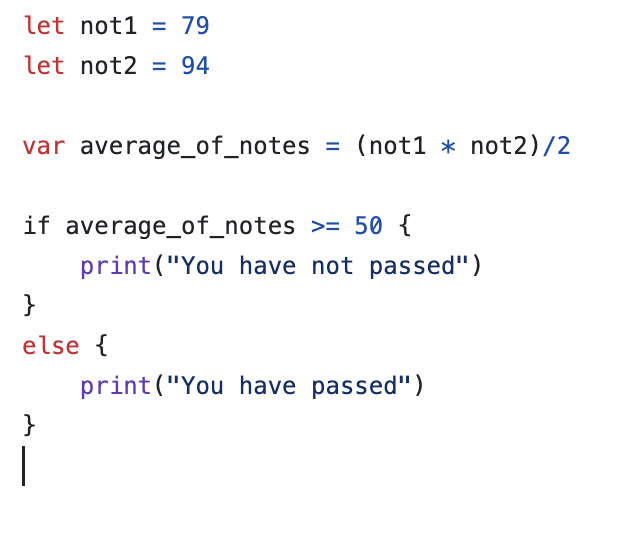 let not1 = 79
let not2 = 94
var average_of_notes = (not1 * not2)/2
if average_of_notes >= 50 {
    print("You have not passed")
}
else {
    print("You have passed")
}